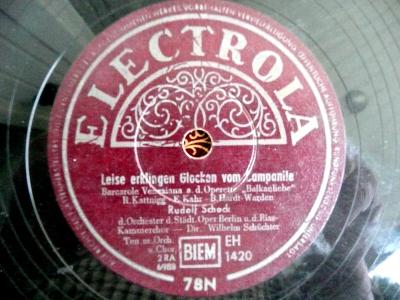 ELECTROLA
Leise erklingen Glocken vom Campanile
Barcarole Veneziana a.d. Operette „Balkanliebe"
R. Kattnigg - E. Kahr - B. Hardt-Warden
Rudolf Schock
d. Orchester d. Städt. Oper Berlin u.d. Rias-
Kammerchor — Dir. Wilhelm Schüchter
Ten. m. Orch.
u. Chor
2RA
BIEM
EH
1420
78N